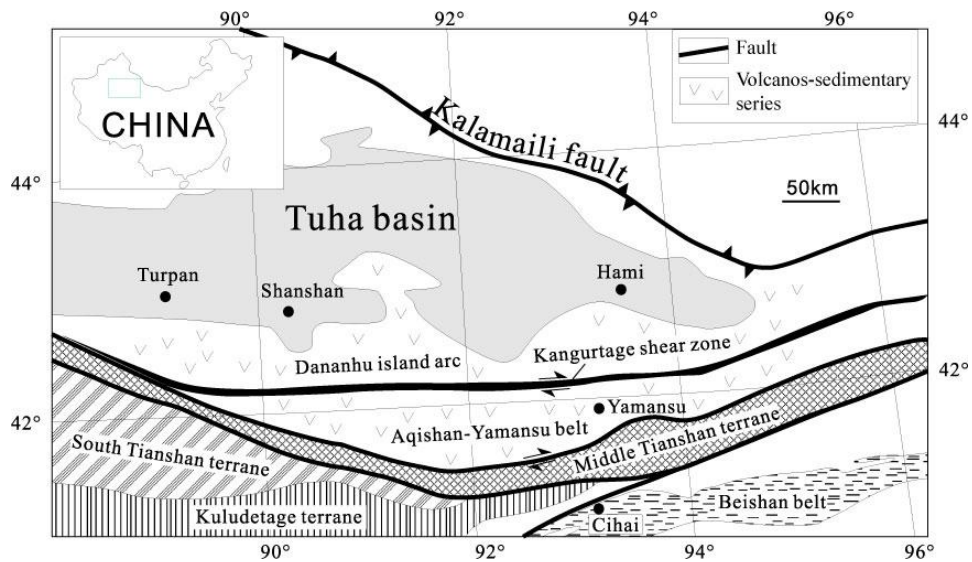 90°
92°
94°
96°
CHINA
Fault
Volcanos-sedimentary
series
Kalamaili fault
44°
44°
50km
Tuha basin
Turpan
Shanshan
Hami
Dananhu island arc
Kangurtage shear zone
42°
42°
Yamansu
Aqishan-Yamansu belt
Middle Tianshan terrane
South Tianshan terrane
Kuludetage terrane
Beishan belt
Cihai
90°
92°
94°
96°